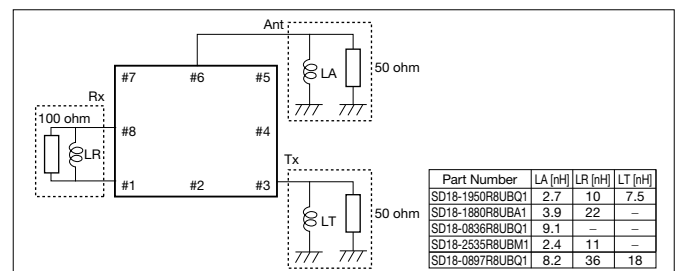 Ant
#7 #6 #5
LA
50 ohm
Rx
100 ohm
#8
#4
LR
Tx
#1 #2 #3
LT
50 ohm
Part Number LA [nH] LR [nH] LT [nH]
SD18-1950R8UBQ1 2.7 10 7.5
SD18-1880R8UBA1 3.9 22 –
SD18-0836R8UBQ1 9.1 – –
SD18-2535R8UBM1 2.4 11 –
SD18-0897R8UBQ1 8.2 36 18